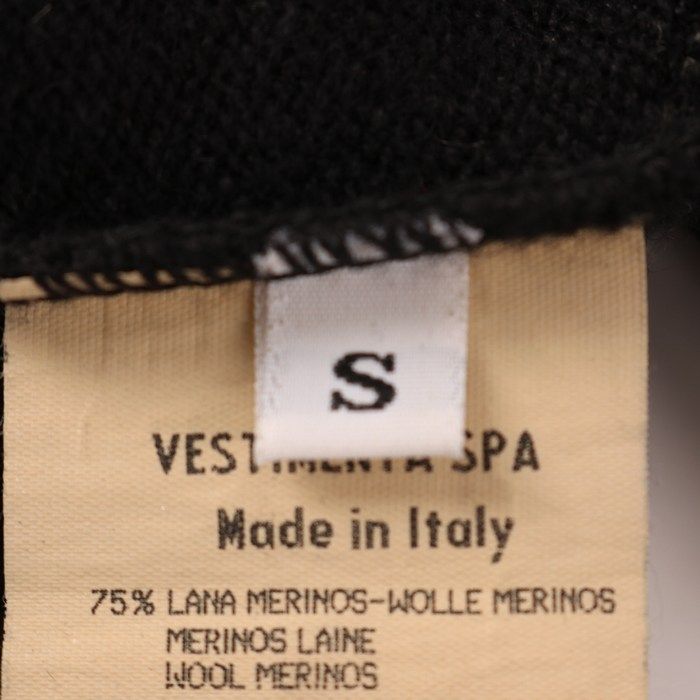 S
VESTIMENTA SPA
Made in Italy
75% LANA MERINOS-WOLLE MERINOS
MERINOS LAINE
WOOL MERINOS